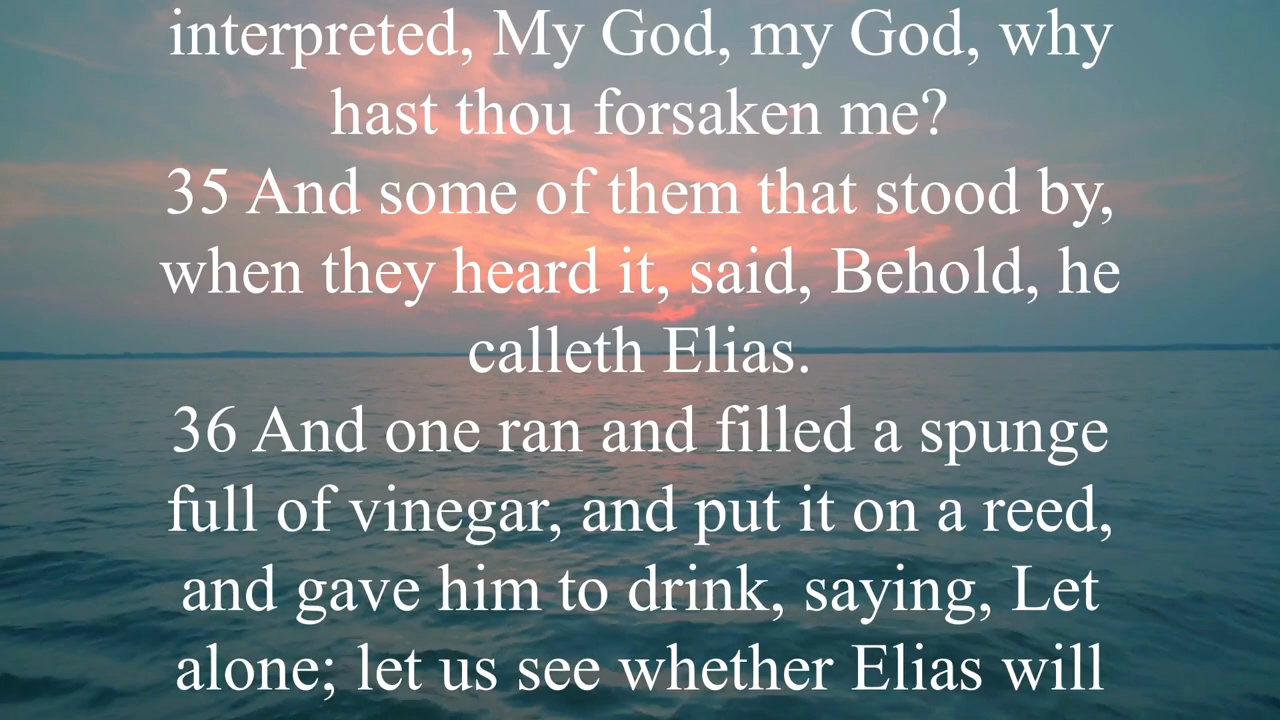 interpreted, My God, my God, why
hast thou forsaken me?
35 And some of them that stood by,
when they heard it, said, Behold, he
calleth Elias.
36 And one ran and filled a spunge
full of vinegar, and put it on a reed,
and gave him to drink, saying, Let
alone; let us see whether Elias will